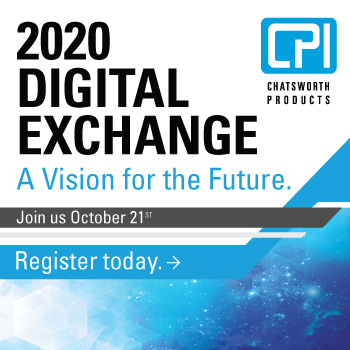 2020
DIGITAL
EXCHANGE
A Vision for the Future.
Join us October 21ST
Register today. →
CPI
CHATSWORTH
PRODUCTS